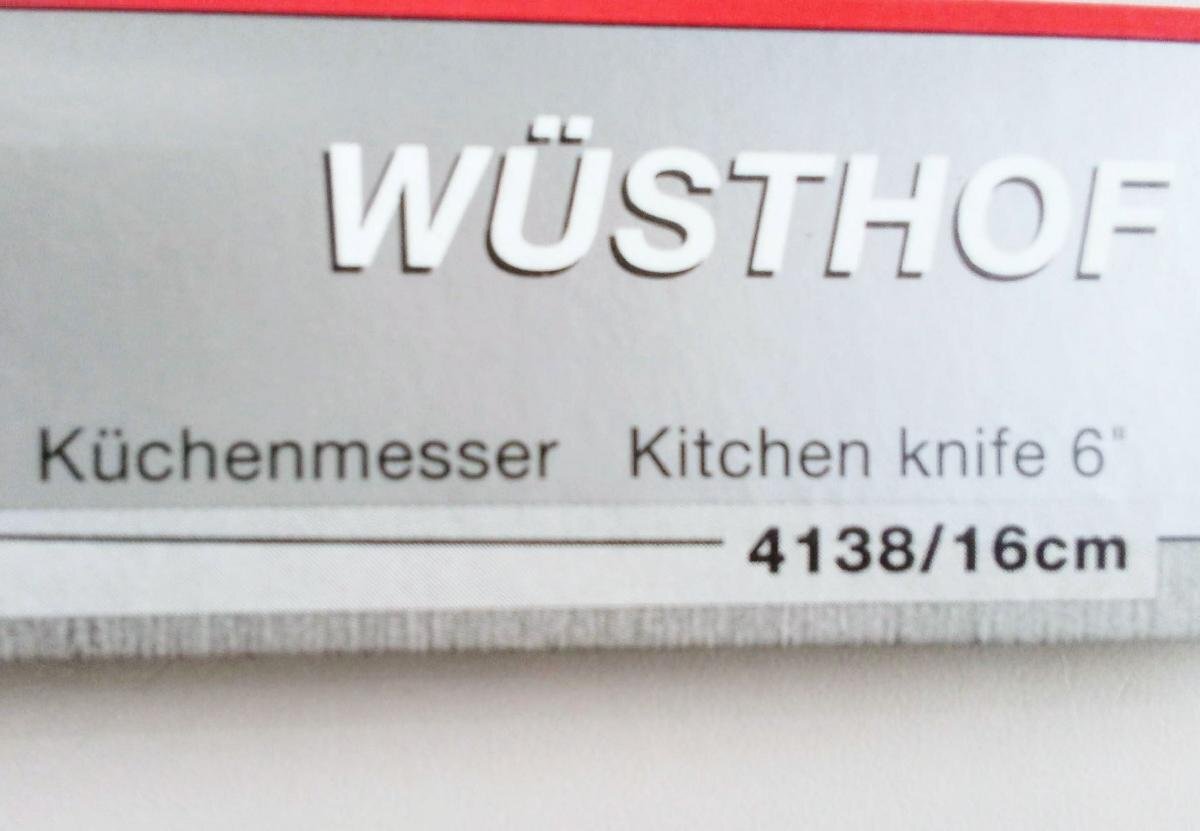 WÜSTHOF
Küchenmesser Kitchen knife 6"
4138/16cm